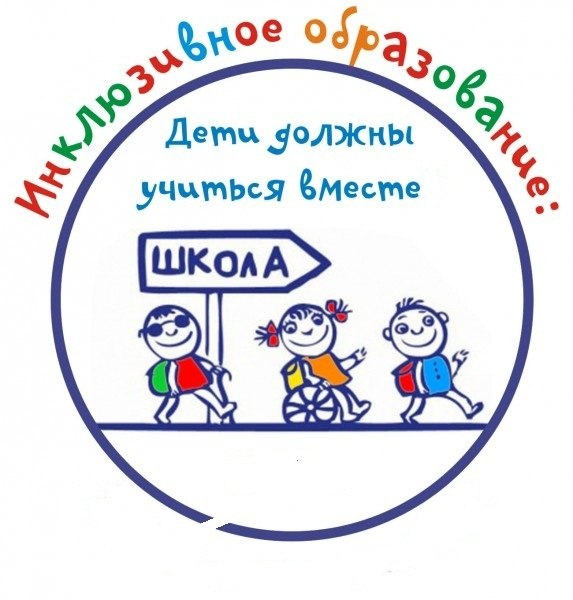 Инклюзивное образование:
Дети должны
учиться вместе
ШКОЛА